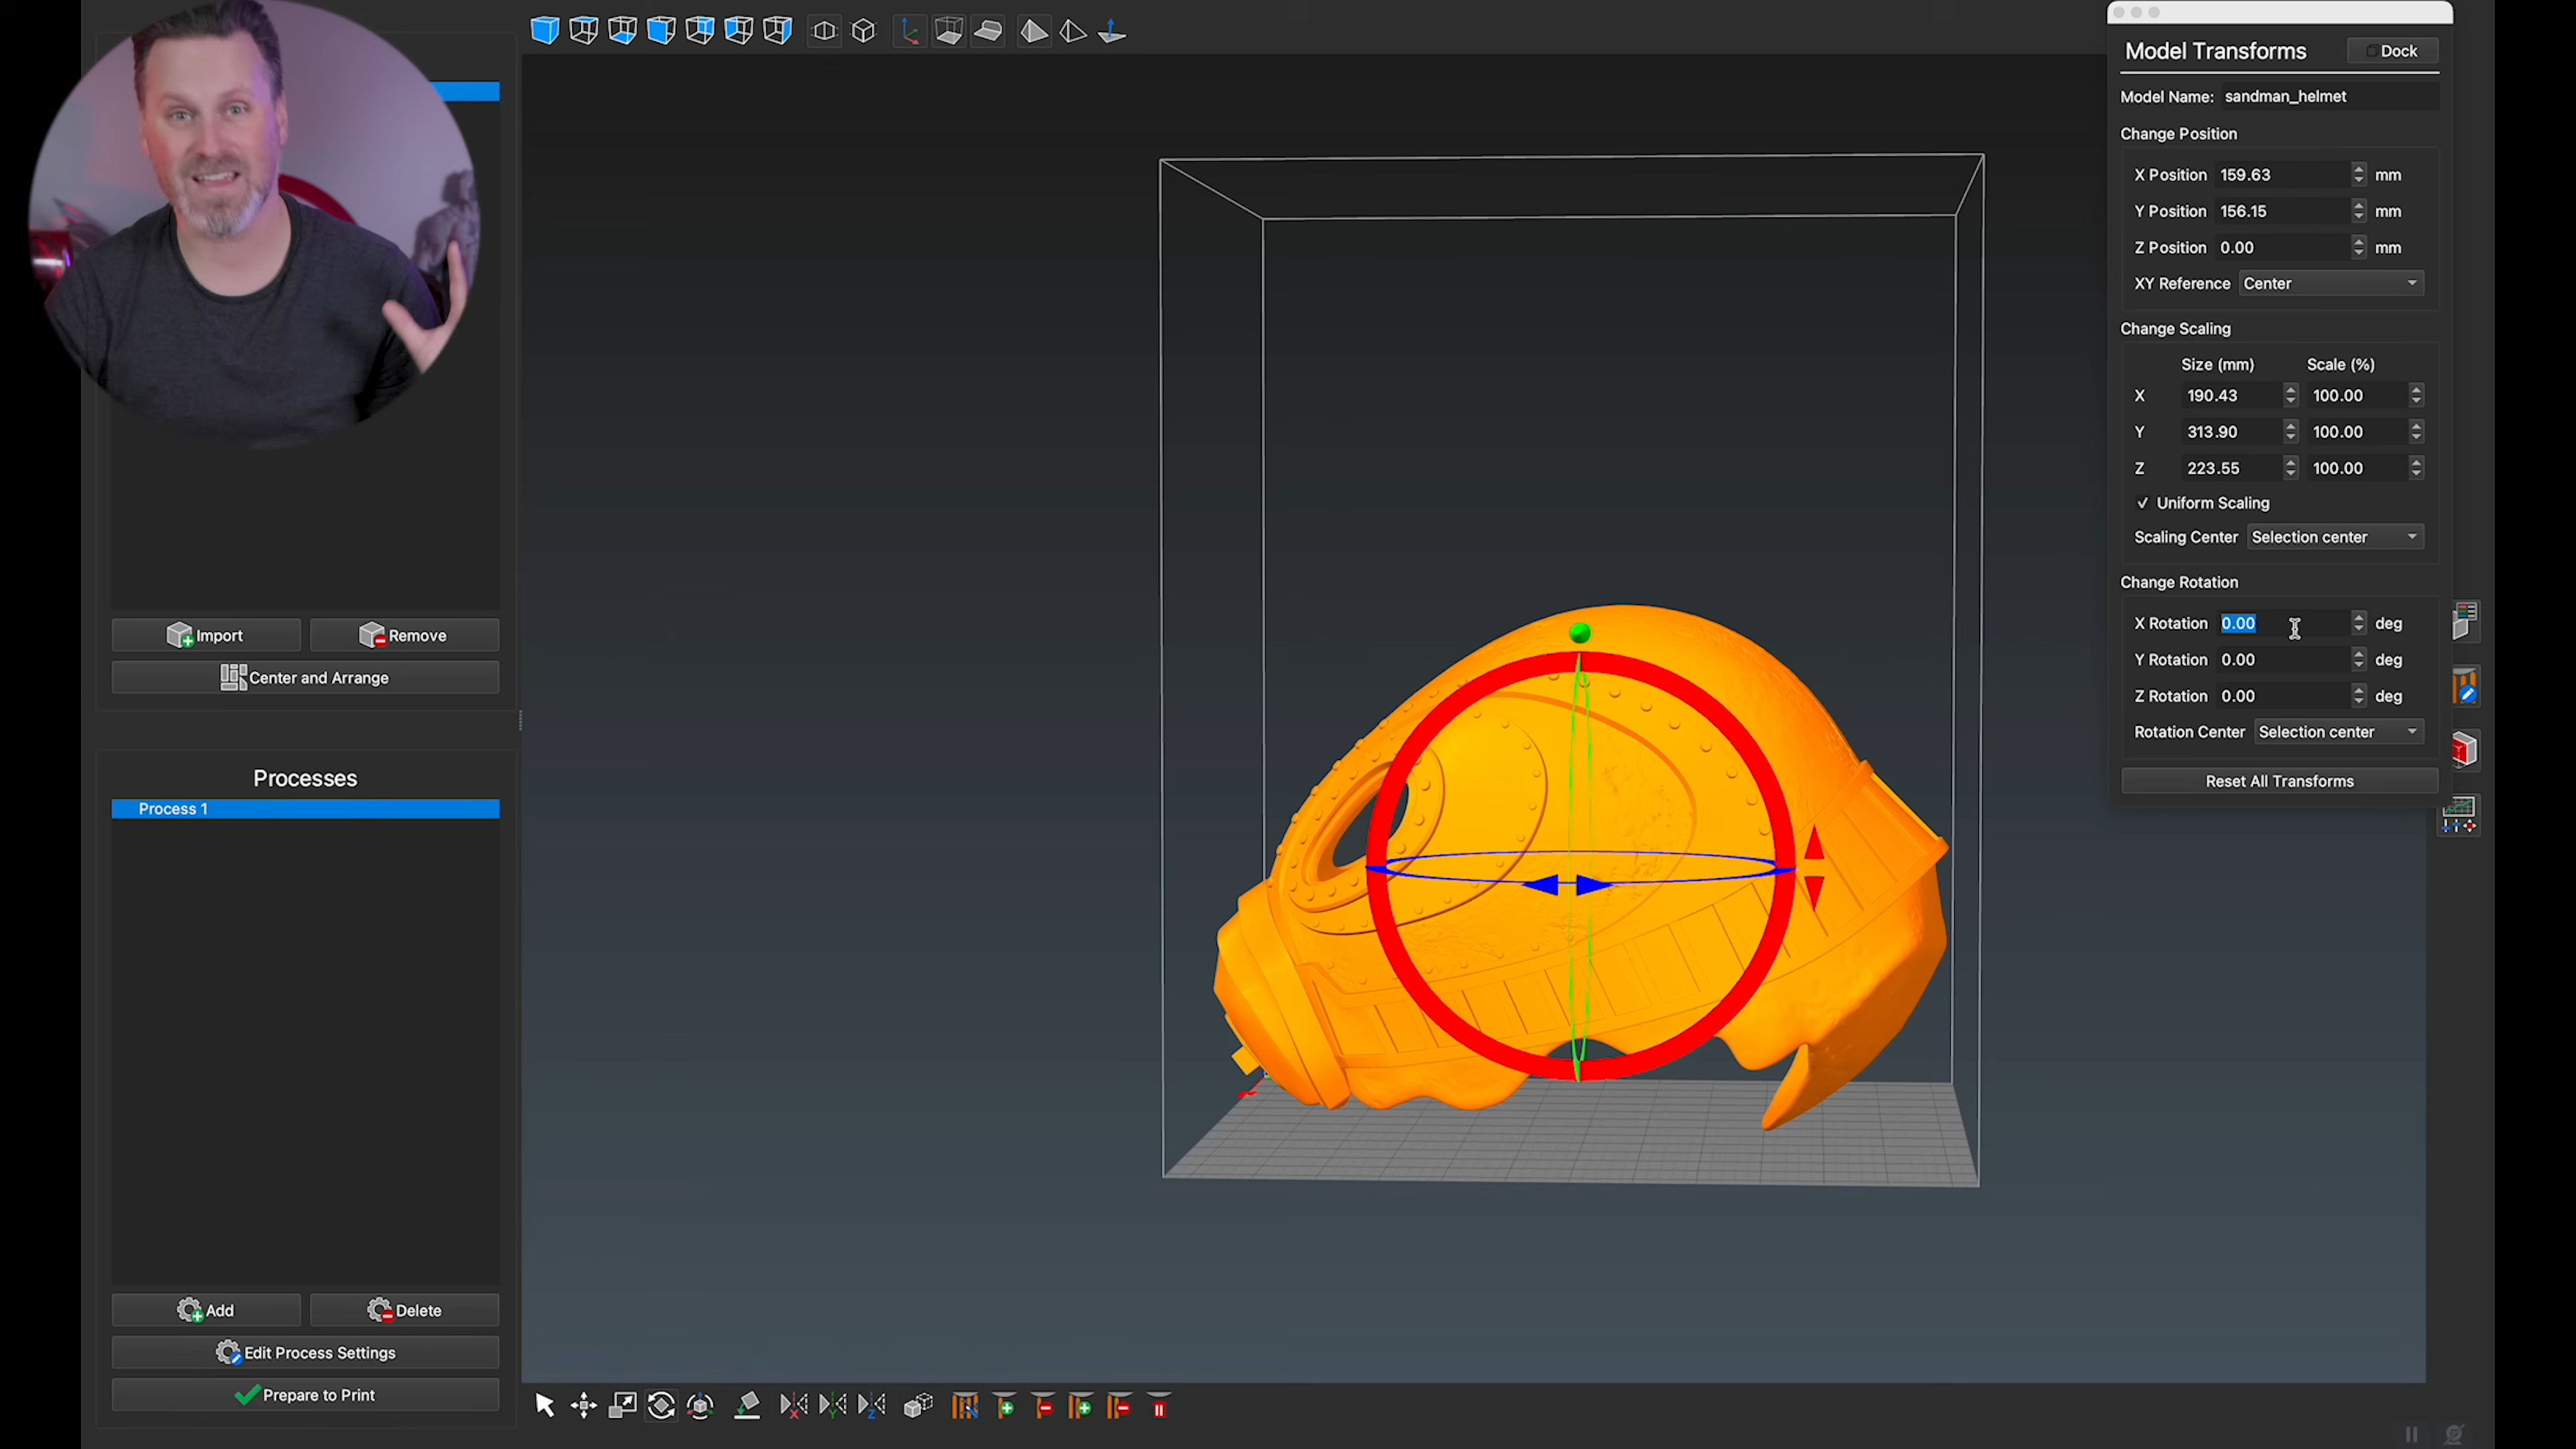 Model Transforms
Dock
Model Name: sandman_helmet
Change Position
X Position 159.63 mm
Y Position 156.15 mm
Z Position 0.00 mm
XY Reference Center
Change Scaling
Size (mm) Scale (%)
X 190.43 100.00
Y 313.90 100.00
Z 223.55 100.00
Uniform Scaling
Scaling Center Selection center
Change Rotation
X Rotation 0.00 deg
Y Rotation 0.00 deg
Z Rotation 0.00 deg
Rotation Center Selection center
Reset All Transforms
Import Remove
Center and Arrange
Processes
Process 1
Add Delete
Edit Process Settings
Prepare to Print
X Y Z